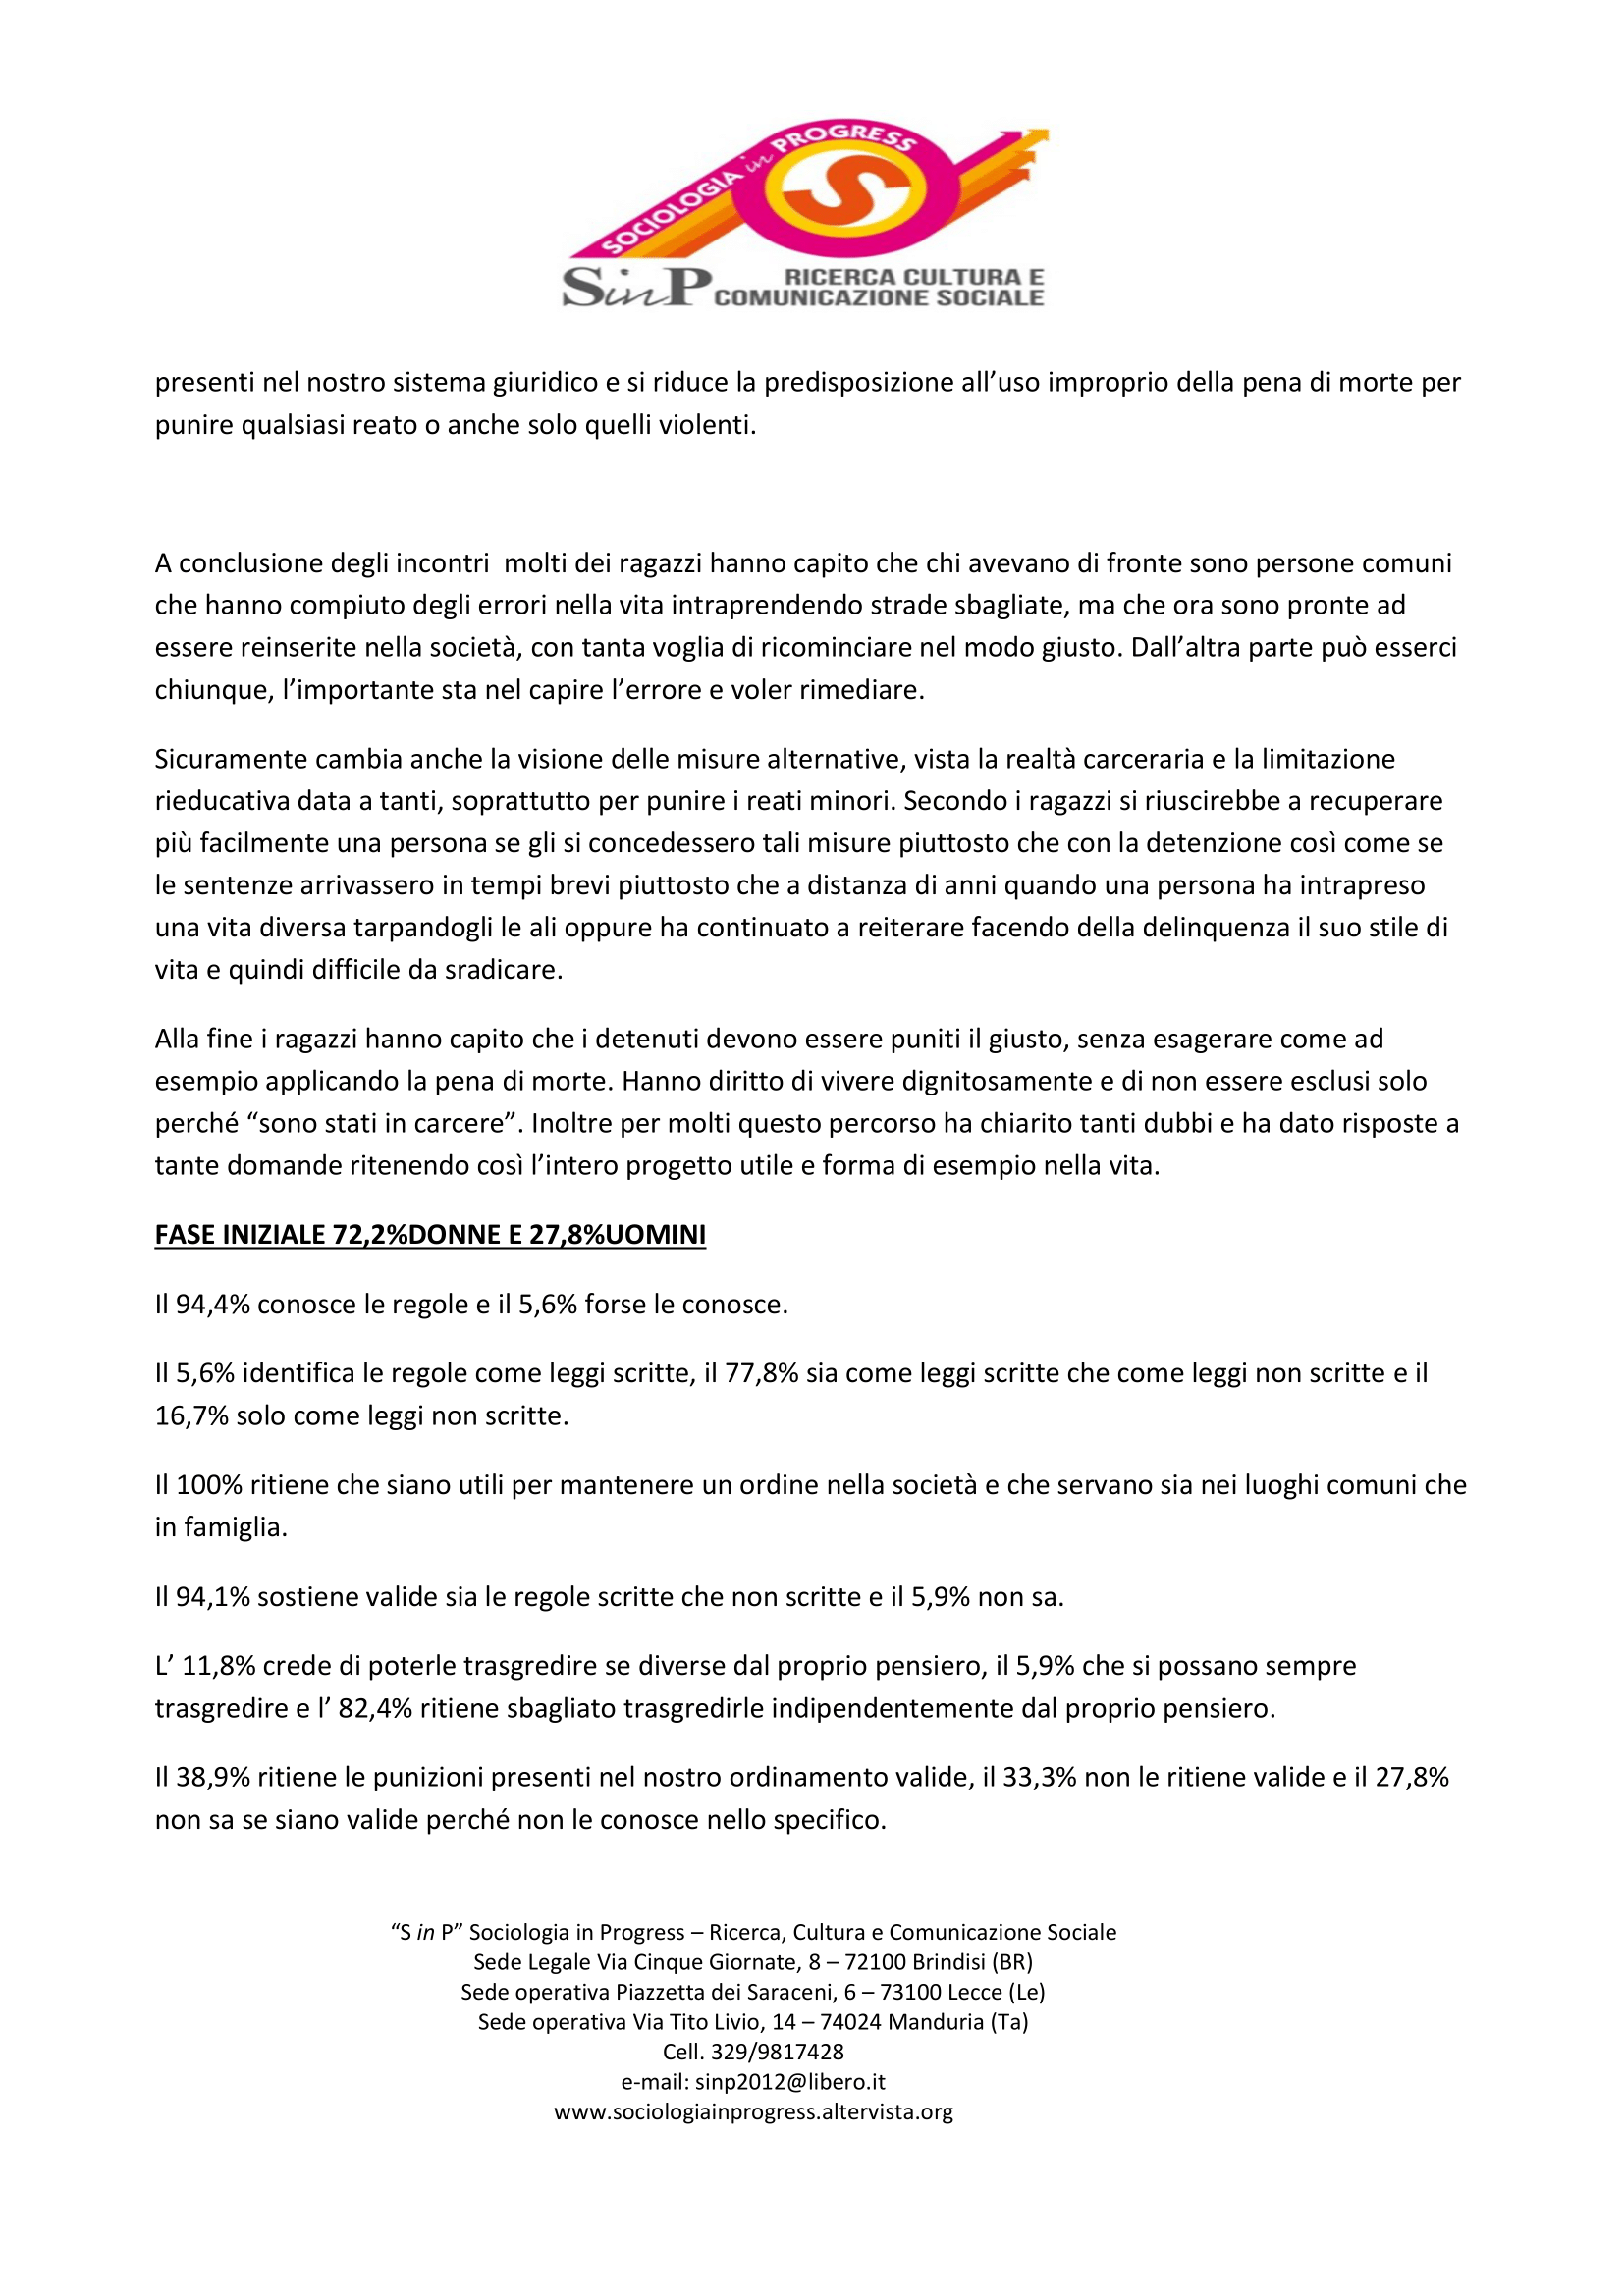 SOCIOLOGIA in PROGRESS
S
SinP RICERCA CULTURA E
COMUNICAZIONE SOCIALE
presenti nel nostro sistema giuridico e si riduce la predisposizione all’uso improprio della pena di morte per
punire qualsiasi reato o anche solo quelli violenti.
A conclusione degli incontri  molti dei ragazzi hanno capito che chi avevano di fronte sono persone comuni
che hanno compiuto degli errori nella vita intraprendendo strade sbagliate, ma che ora sono pronte ad
essere reinserite nella società, con tanta voglia di ricominciare nel modo giusto. Dall’altra parte può esserci
chiunque, l’importante sta nel capire l’errore e voler rimediare.
Sicuramente cambia anche la visione delle misure alternative, vista la realtà carceraria e la limitazione
rieducativa data a tanti, soprattutto per punire i reati minori. Secondo i ragazzi si riuscirebbe a recuperare
più facilmente una persona se gli si concedessero tali misure piuttosto che con la detenzione così come se
le sentenze arrivassero in tempi brevi piuttosto che a distanza di anni quando una persona ha intrapreso
una vita diversa tarpandogli le ali oppure ha continuato a reiterare facendo della delinquenza il suo stile di
vita e quindi difficile da sradicare.
Alla fine i ragazzi hanno capito che i detenuti devono essere puniti il giusto, senza esagerare come ad
esempio applicando la pena di morte. Hanno diritto di vivere dignitosamente e di non essere esclusi solo
perché “sono stati in carcere”. Inoltre per molti questo percorso ha chiarito tanti dubbi e ha dato risposte a
tante domande ritenendo così l’intero progetto utile e forma di esempio nella vita.
FASE INIZIALE 72,2%DONNE E 27,8%UOMINI
Il 94,4% conosce le regole e il 5,6% forse le conosce.
Il 5,6% identifica le regole come leggi scritte, il 77,8% sia come leggi scritte che come leggi non scritte e il
16,7% solo come leggi non scritte.
Il 100% ritiene che siano utili per mantenere un ordine nella società e che servano sia nei luoghi comuni che
in famiglia.
Il 94,1% sostiene valide sia le regole scritte che non scritte e il 5,9% non sa.
L’ 11,8% crede di poterle trasgredire se diverse dal proprio pensiero, il 5,9% che si possano sempre
trasgredire e l’ 82,4% ritiene sbagliato trasgredirle indipendentemente dal proprio pensiero.
Il 38,9% ritiene le punizioni presenti nel nostro ordinamento valide, il 33,3% non le ritiene valide e il 27,8%
non sa se siano valide perché non le conosce nello specifico.
“S in P” Sociologia in Progress – Ricerca, Cultura e Comunicazione Sociale
Sede Legale Via Cinque Giornate, 8 – 72100 Brindisi (BR)
Sede operativa Piazzetta dei Saraceni, 6 – 73100 Lecce (Le)
Sede operativa Via Tito Livio, 14 – 74024 Manduria (Ta)
Cell. 329/9817428
e-mail: sinp2012@libero.it
www.sociologiainprogress.altervista.org